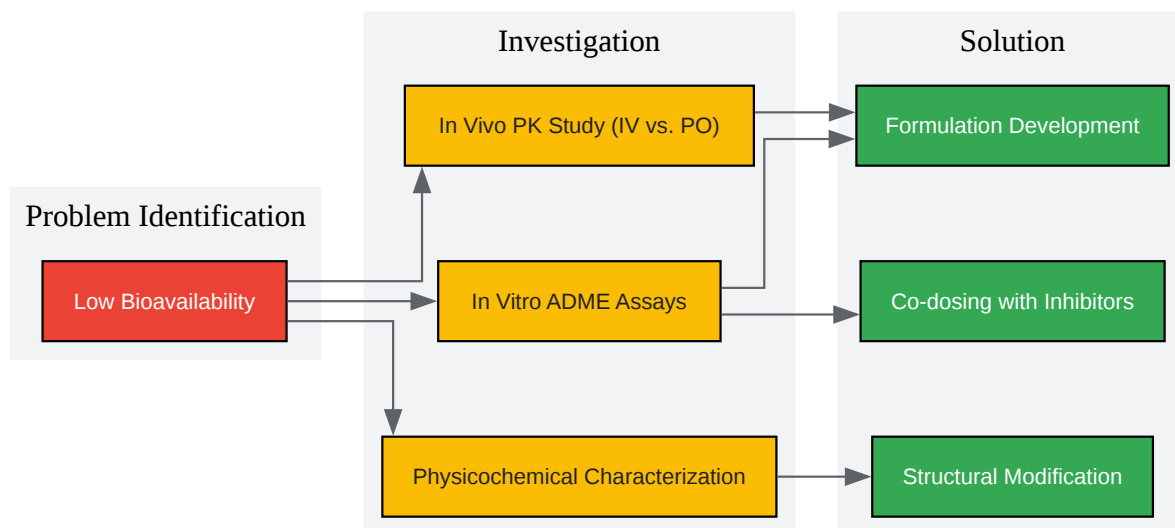 Investigation
Solution
In Vivo PK Study (IV vs. PO)
Formulation Development
Problem Identification
Low Bioavailability
In Vitro ADME Assays
Co-dosing with Inhibitors
Physicochemical Characterization
Structural Modification